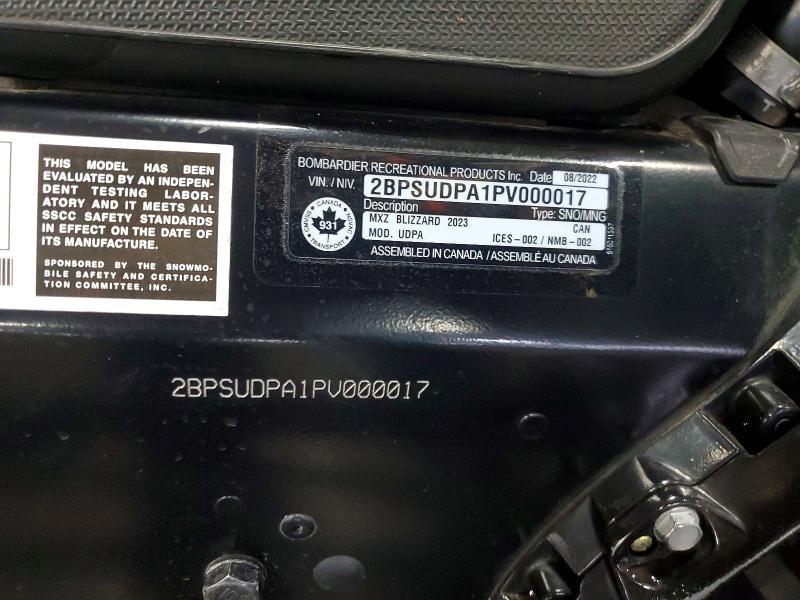 THIS MODEL HAS BEEN
EVALUATED BY AN INDEPEN-
DENT TESTING LABOR-
ATORY AND IT MEETS ALL
SSCC SAFETY STANDARDS
IN EFFECT ON THE DATE OF
ITS MANUFACTURE.
SPONSORED BY THE SNOWMO-
BILE SAFETY AND CERTIFICA-
TION COMMITTEE, INC.
BOMBARDIER RECREATIONAL PRODUCTS Inc. Date 08/2022
VIN. / NIV. 2BPSUDPA1PV000017
Description Type: SNO/MNG
MXZ BLIZZARD 2023 CAN
MOD. UDPA ICES-002 / NMB-002
ASSEMBLED IN CANADA / ASSEMBLÉ AU CANADA
CANADA
931
TRANSPORT
2BPSUDPA1PV000017